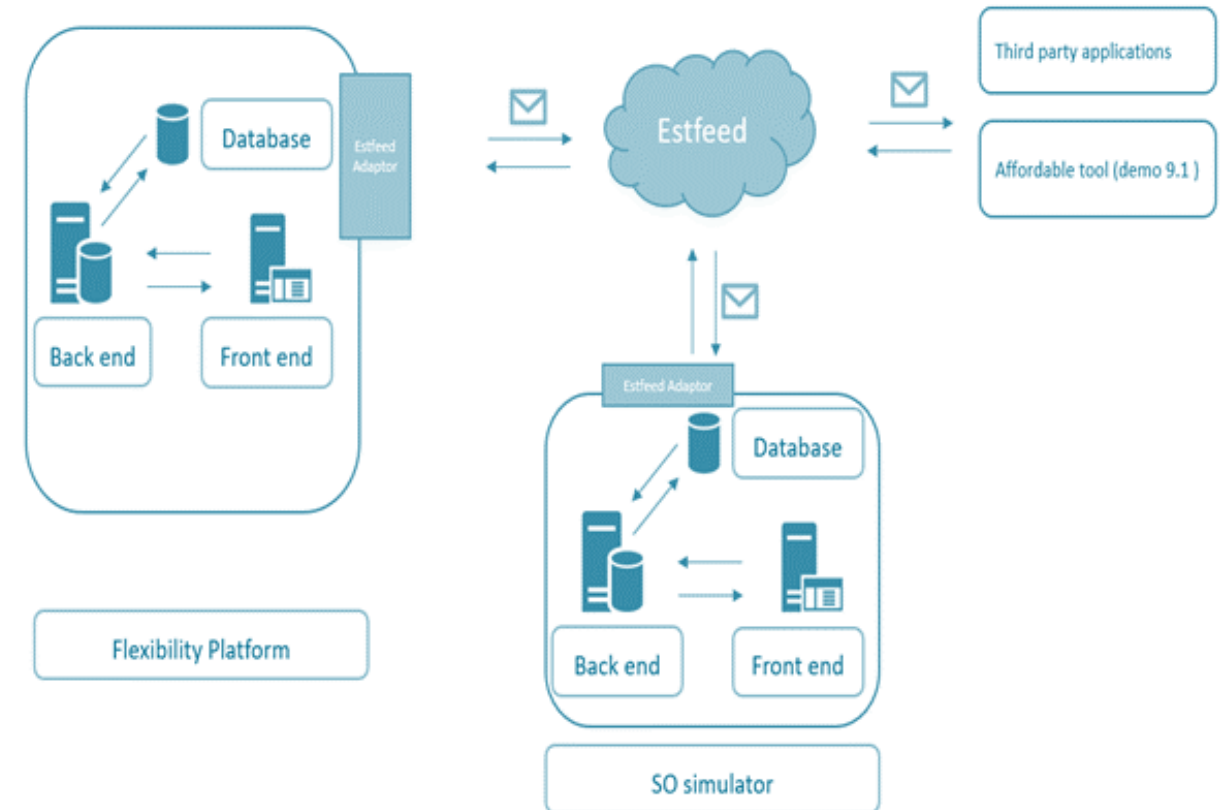 Database
Estfeed
Adaptor
Back end
Front end
Flexibility Platform
Estfeed
Third party applications
Affordable tool (demo 9.1 )
Estfeed Adaptor
Database
Back end
Front end
SO simulator